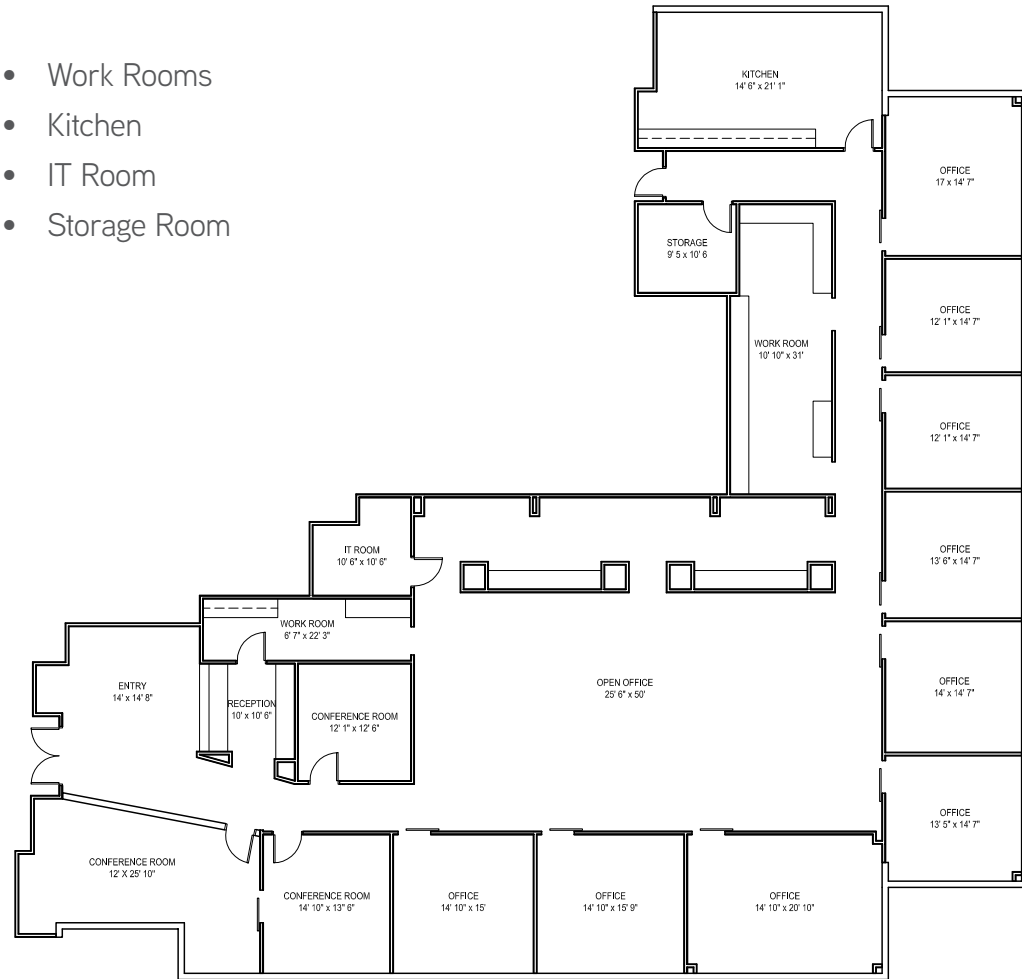 • Work Rooms
• Kitchen
• IT Room
• Storage Room
KITCHEN
14' 6" x 21' 1"
OFFICE
17 x 14' 7"
STORAGE
9' 5 x 10' 6
OFFICE
12' 1" x 14' 7"
WORK ROOM
10' 10" x 31'
OFFICE
12' 1" x 14' 7"
IT ROOM
10' 6" x 10' 6"
OFFICE
13' 6" x 14' 7"
WORK ROOM
6' 7" x 22' 3"
ENTRY
14' x 14' 8"
RECEPTION
10' x 10' 6"
CONFERENCE ROOM
12' 1" x 12' 6"
OPEN OFFICE
25' 6" x 50'
OFFICE
14' x 14' 7"
OFFICE
13' 5" x 14' 7"
CONFERENCE ROOM
12' X 25' 10"
CONFERENCE ROOM
14' 10" x 13" 6"
OFFICE
14' 10" x 15'
OFFICE
14' 10" x 15' 9"
OFFICE
14' 10" x 20' 10"